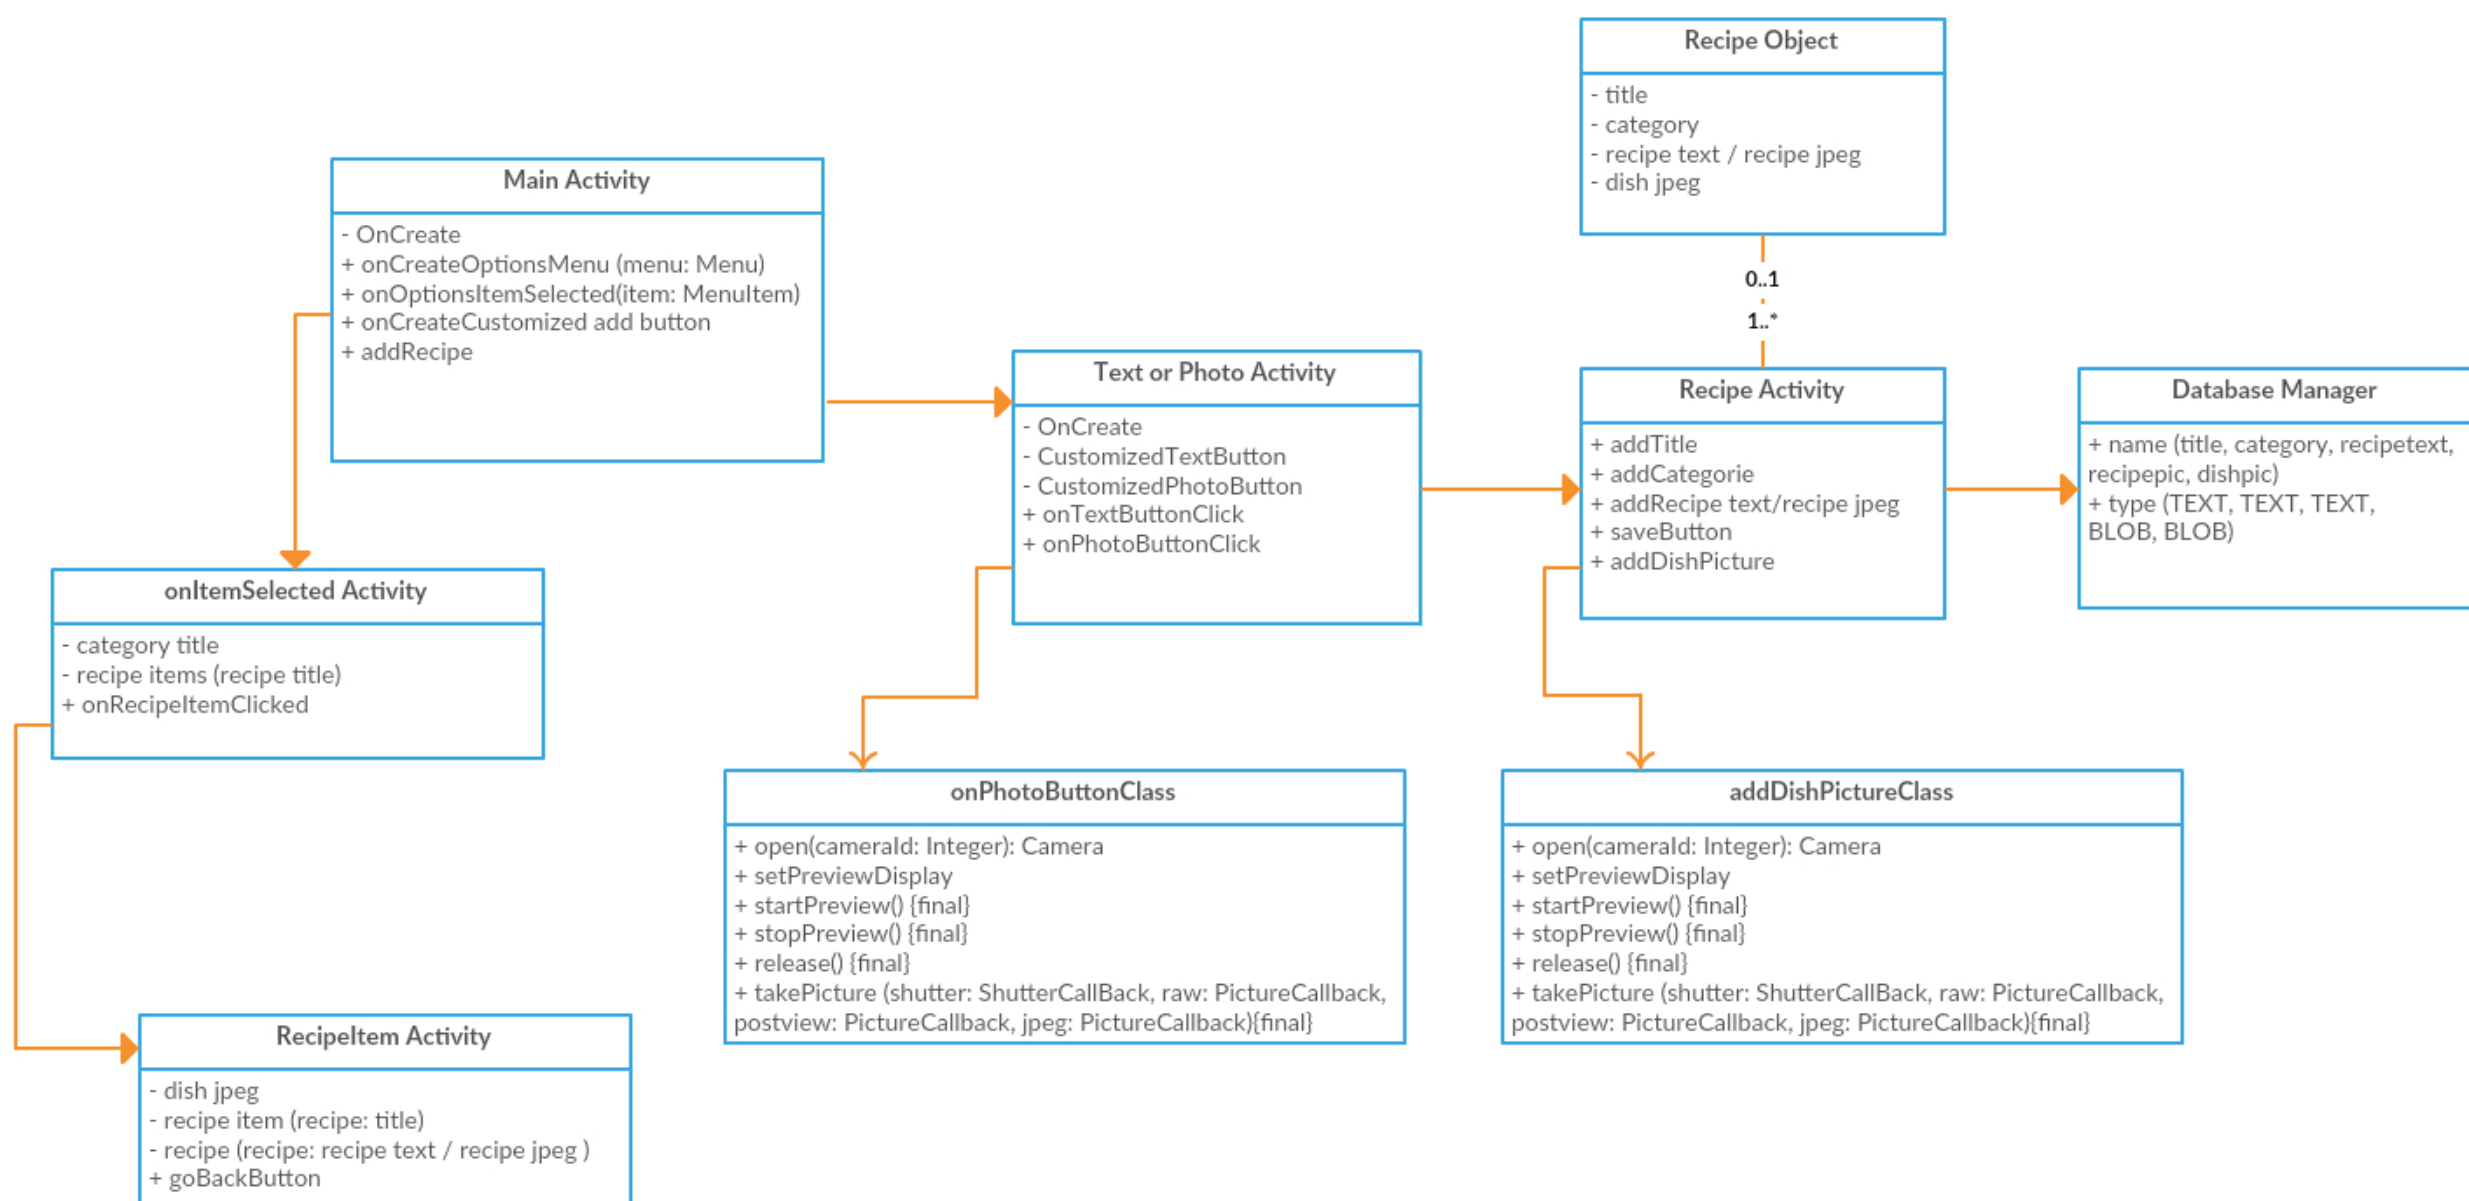 Recipe Object
- title
- category
- recipe text / recipe jpeg
- dish jpeg
0..1
1..*
Main Activity
- OnCreate
+ onCreateOptionsMenu (menu: Menu)
+ onOptionsItemSelected(item: MenuItem)
+ onCreateCustomized add button
+ addRecipe
Text or Photo Activity
- OnCreate
- CustomizedTextButton
- CustomizedPhotoButton
+ onTextButtonClick
+ onPhotoButtonClick
Recipe Activity
+ addTitle
+ addCategorie
+ addRecipe text/recipe jpeg
+ saveButton
+ addDishPicture
Database Manager
+ name (title, category, recipetext,
recipepic, dishpic)
+ type (TEXT, TEXT, TEXT,
BLOB, BLOB)
onItemSelected Activity
- category title
- recipe items (recipe title)
+ onRecipeItemClicked
onPhotoButtonClass
+ open(cameraId: Integer): Camera
+ setPreviewDisplay
+ startPreview() {final}
+ stopPreview() {final}
+ release() {final}
+ takePicture (shutter: ShutterCallBack, raw: PictureCallback,
postview: PictureCallback, jpeg: PictureCallback){final}
addDishPictureClass
+ open(cameraId: Integer): Camera
+ setPreviewDisplay
+ startPreview() {final}
+ stopPreview() {final}
+ release() {final}
+ takePicture (shutter: ShutterCallBack, raw: PictureCallback,
postview: PictureCallback, jpeg: PictureCallback){final}
RecipeItem Activity
- dish jpeg
- recipe item (recipe: title)
- recipe (recipe: recipe text / recipe jpeg )
+ goBackButton